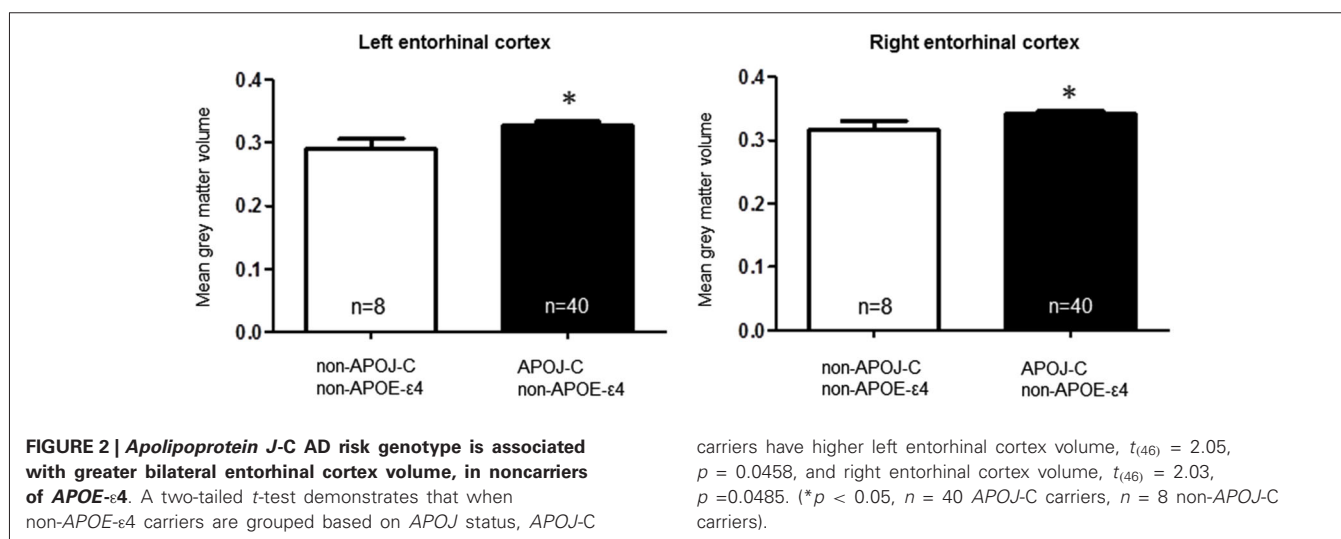 Left entorhinal cortex
Mean grey matter volume
0.4
0.3
0.2
0.1
0.0
*
n=8
n=40
non-APOJ-C
non-APOE-ε4
APOJ-C
non-APOE-ε4
Right entorhinal cortex
Mean grey matter volume
0.4
0.3
0.2
0.1
0.0
*
n=8
n=40
non-APOJ-C
non-APOE-ε4
APOJ-C
non-APOE-ε4
FIGURE 2 | Apolipoprotein J-C AD risk genotype is associated
with greater bilateral entorhinal cortex volume, in noncarriers
of APOE-ε4. A two-tailed t-test demonstrates that when
non-APOE-ε4 carriers are grouped based on APOJ status, APOJ-C
carriers have higher left entorhinal cortex volume, t(46) = 2.05,
p = 0.0458, and right entorhinal cortex volume, t(46) = 2.03,
p =0.0485. (*p < 0.05, n = 40 APOJ-C carriers, n = 8 non-APOJ-C
carriers).